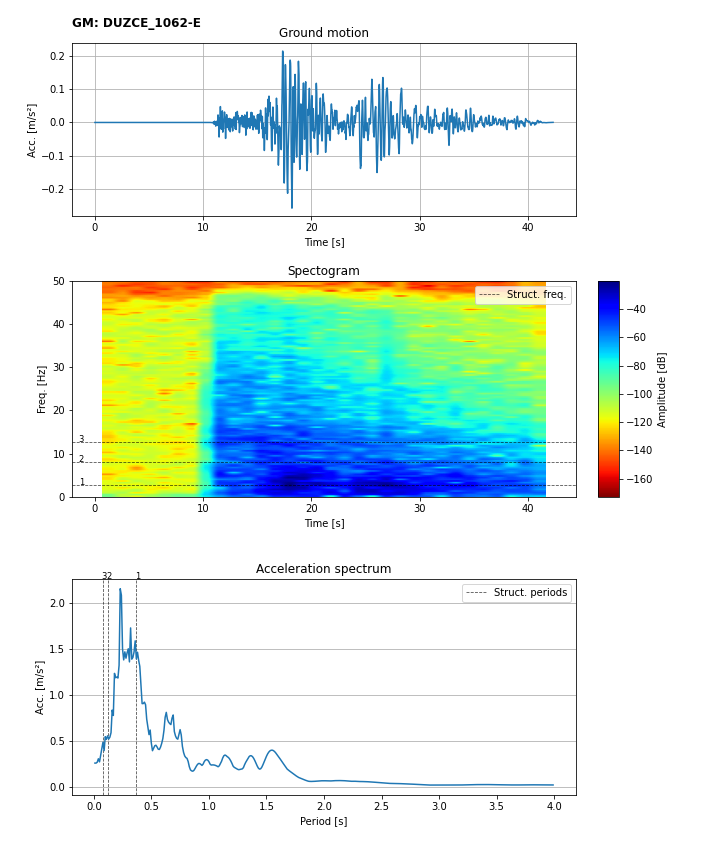 GM: DUZCE_1062-E
Ground motion
0.2
0.1
0.0
−0.1
−0.2
Acc. [m/s²]
0 10 20 30 40
Time [s]
Spectogram
50
40
30
20
10
0
Freq. [Hz]
Struct. freq.
3
2
1
0 10 20 30 40
Time [s]
−40
−60
−80
−100
−120
−140
−160
Amplitude [dB]
Acceleration spectrum
32 1
Struct. periods
2.0
1.5
1.0
0.5
0.0
Acc. [m/s²]
0.0 0.5 1.0 1.5 2.0 2.5 3.0 3.5 4.0
Period [s]